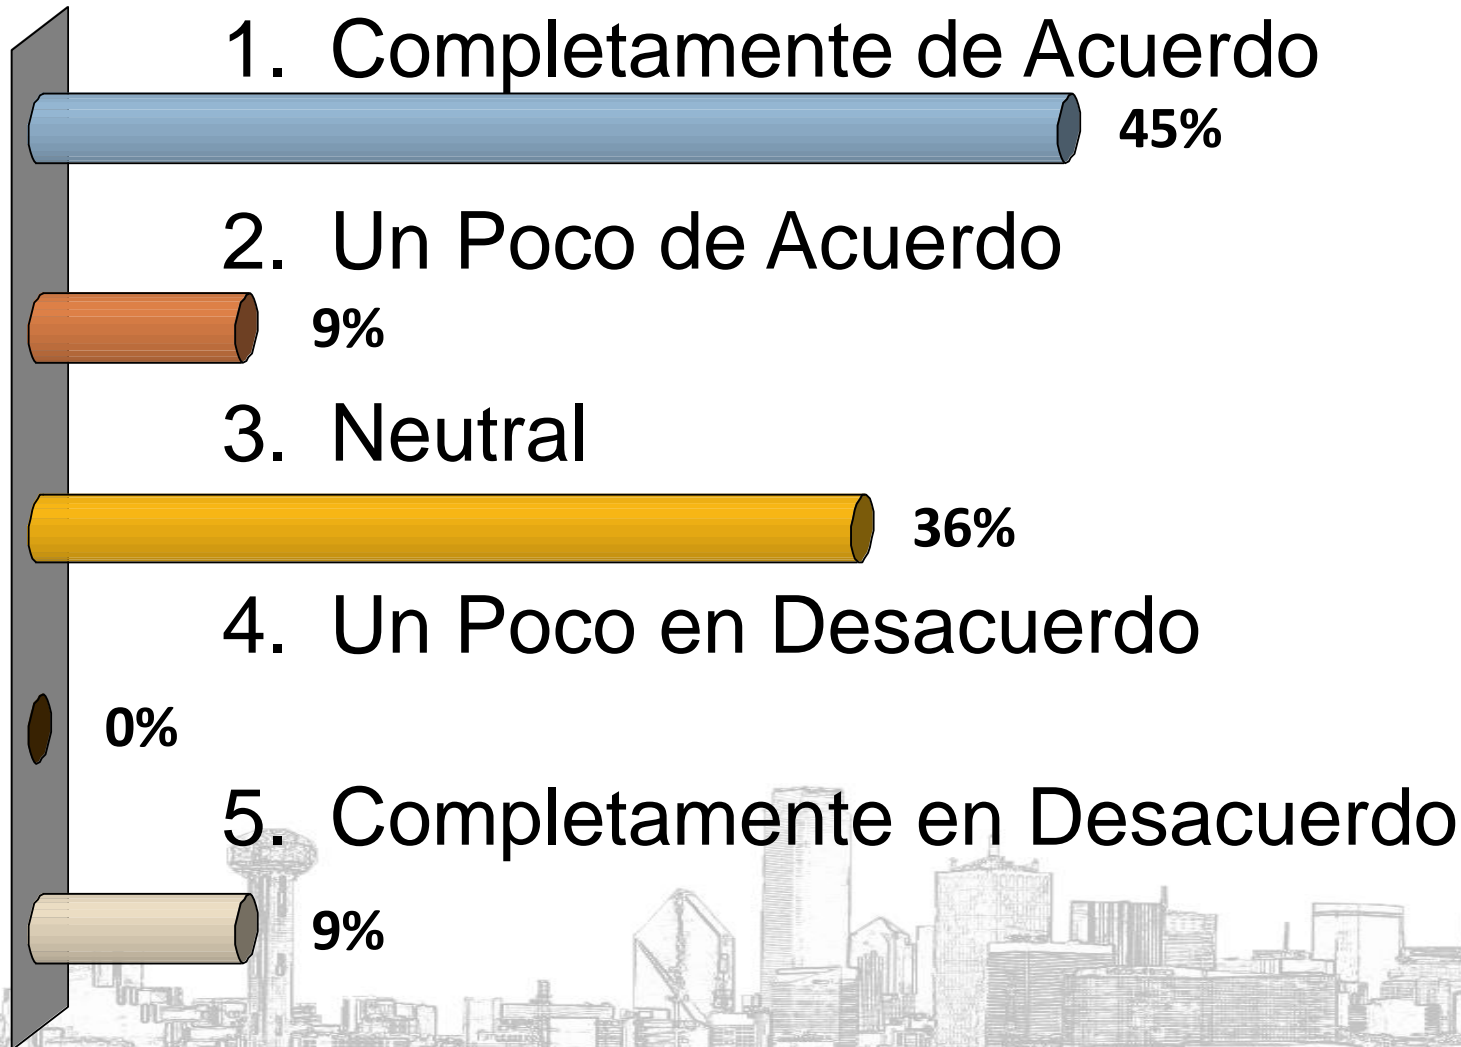 1. Completamente de Acuerdo
45%
2. Un Poco de Acuerdo
9%
3. Neutral
36%
4. Un Poco en Desacuerdo
0%
5. Completamente en Desacuerdo
9%